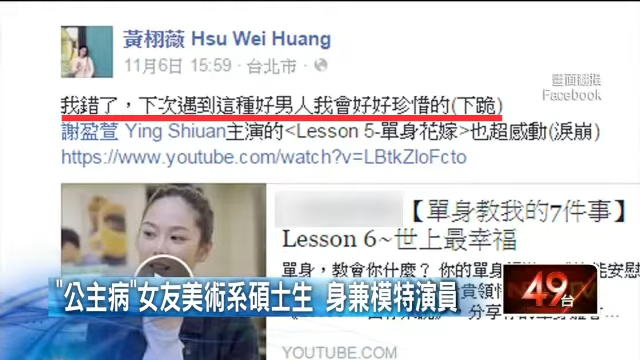 黃栩薇 Hsu Wei Huang
11月6日 15:59 · 台北市 ·
畫面翻攝
Facebook
我錯了，下次遇到這種好男人我會好好珍惜的(下跪)
謝盈萱 Ying Shiuan主演的<Lesson 5-單身花嫁>也超感動(淚崩)
https://www.youtube.com/watch?v=LBtkZloFcto
【單身教我的7件事】
Lesson 6~世上最幸福
單身，教會你什麼？ 你的單身
能安慰
"公主病"女友美術系碩士生 身兼模特演員
49台
分享
YOUTUBE.COM